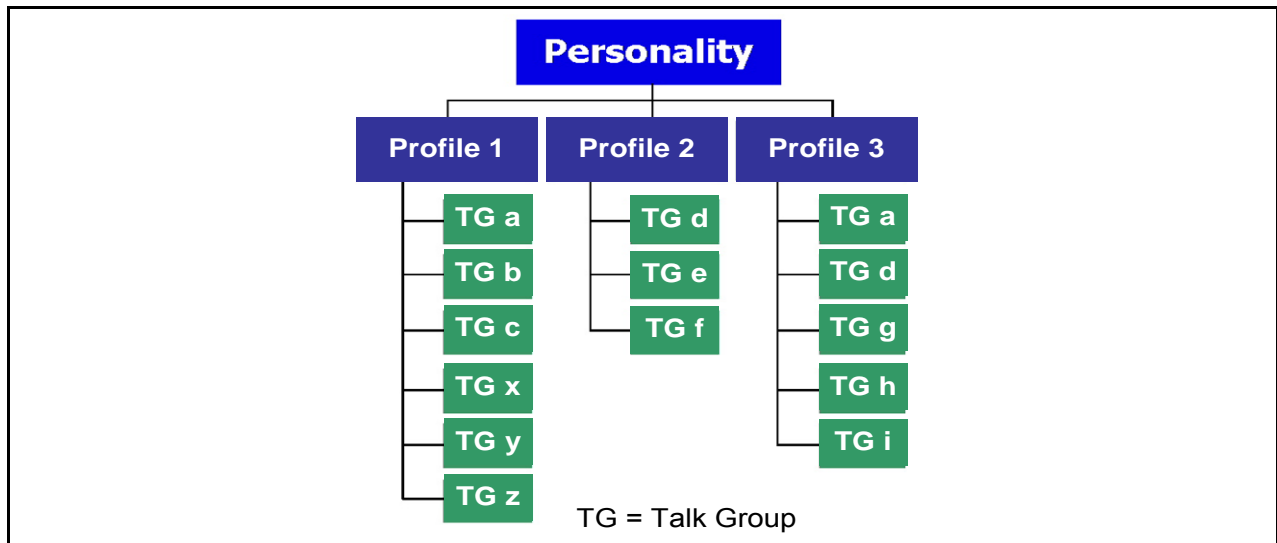 Personality
Profile 1
Profile 2
Profile 3
TG a
TG b
TG c
TG x
TG y
TG z
TG d
TG e
TG f
TG a
TG d
TG g
TG h
TG i
TG = Talk Group